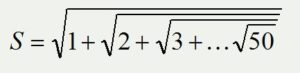 S = √(1 + √(2 + √(3 + ... √50)))